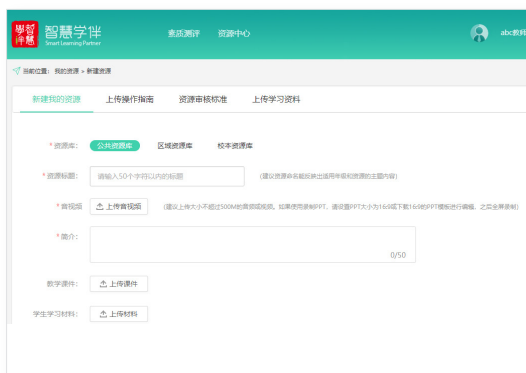 學習智慧伴
智慧学伴
Smart Learning Partner
素质测评 资源中心
abc教师
当前位置： 我的资源 > 新建资源
新建我的资源 上传操作指南 资源审核标准 上传学习资料
* 资源库： 公共资源库 区域资源库 校本资源库
* 资源标题： 请输入50个字符以内的标题 （建议资源命名能反映出适用年级和资源的主题内容）
* 音视频 上传音视频 （建议上传大小不超过500M的音频或视频。如果使用录制PPT，请设置PPT大小为16:9或下载16:9的PPT模板进行编辑，之后全屏录制）
* 简介：
0/50
教学课件： 上传课件
学生学习材料： 上传材料